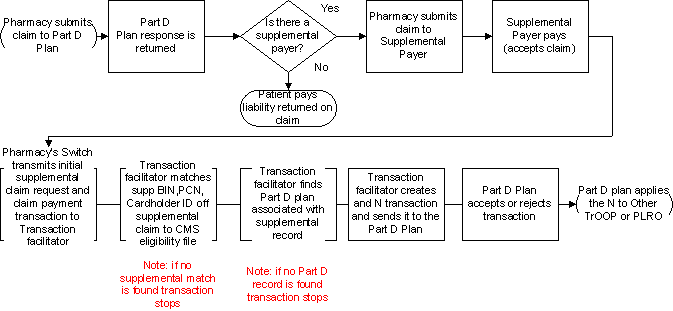 Pharmacy submits
claim to Part D
Plan
Part D
Plan response is
returned
Is there a
supplemental
payer?
Yes
No
Patient pays
liability returned on
claim
Pharmacy submits
claim to
Supplemental
Payer
Supplemental
Payer pays
(accepts claim)
Pharmacy's Switch
transmits initial
supplemental
claim request and
claim payment
transaction to
Transaction
facilitator
Transaction
facilitator matches
supp BIN,PCN,
Cardholder ID off
supplemental
claim to CMS
eligibility file
Note: if no
supplemental match
is found transaction
stops
Transaction
facilitator finds
Part D plan
associated with
supplemental
record
Note: if no Part D
record is found
transaction stops
Transaction
facilitator creates
and N transaction
and sends it to the
Part D Plan
Part D Plan
accepts or rejects
transaction
Part D plan applies
the N to Other
TrOOP or PLRO